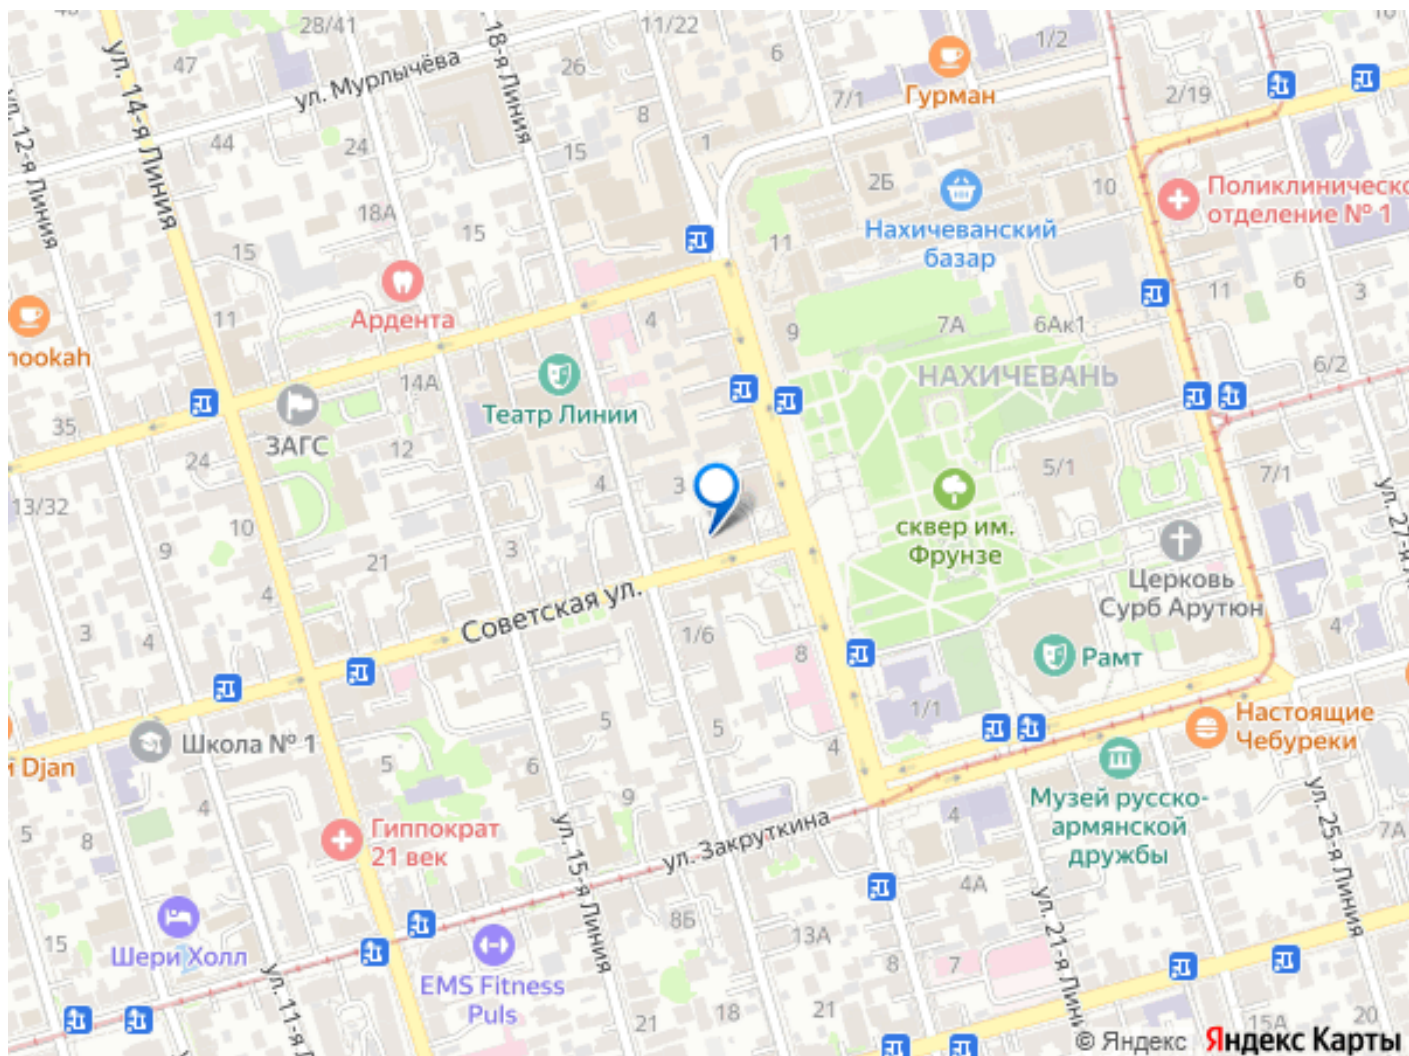 28/41
11/22
1/2
ул. 14-я Линия
47
ул. Мурлычёва
ул. 18-я Линия
26
6
Гурман
7/1
2/19
ул. 12-я Линия
44
24
8
1
15
18А
15
2Б
10
Поликлиническо
отделение № 1
Нахичеванский
базар
15
11
Ардента
11
4
9
7А
6Ак1
11
6
3
hookah
14А
Театр Линии
НАХИЧЕВАНЬ
6/2
35
ЗАГС
12
24
4
3
5/1
7/1
13/32
10
сквер им.
Фрунзе
ул. 27-я Л
9
21
3
Церковь
Сурб Арутюн
4
Советская ул.
3
4
1/6
8
Рамт
4
1/1
Школа № 1
5
5
4
Настоящие
Чебуреки
Djan
5
6
9
Музей русско-
армянской
дружбы
4
5
8
Гиппократ
21 век
ул. Закруткина
4
7А
ул. 15-я Линия
ул. 25-я Линия
4А
ул. 21-я Лини
15
Шери Холл
8Б
13А
8
7
ул. 11-я Л
EMS Fitness
Puls
21
18
21
15А
20
© Яндекс Яндекс Карты